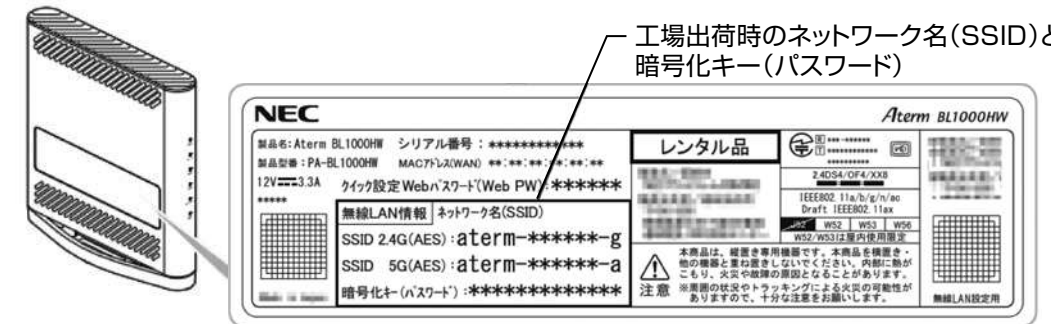 工場出荷時のネットワーク名(SSID)と
暗号化キー(パスワード)
NEC
Aterm BL1000HW
製品名:Aterm BL1000HW シリアル番号:************
製品型番:PA-BL1000HW MACアドレス(WAN) **:**:**:**:**:**
12V 3.3A クイック設定Webパスワード(Web PW):******
*****
無線LAN情報 ネットワーク名(SSID)
SSID 2.4G(AES):aterm-******-g
SSID 5G(AES):aterm-******-a
暗号化キー(パスワード):*************
レンタル品
R ***-******
T ***********
**********
2.4DS4/OF4/XX8
IEEE802.11a/b/g/n/ac
Draft IEEE802.11ax
W52 W53 W56
W52/W53は屋内使用限定
注意
本商品は、縦置き専用機器です。本商品を横置き・
他の機器と重ね置きしないでください。内部に熱が
こもり、火災や故障の原因となることがあります。
※周囲の状況やトラッキングによる火災の可能性が
ありますので、十分な注意をお願いします。
無線LAN設定用